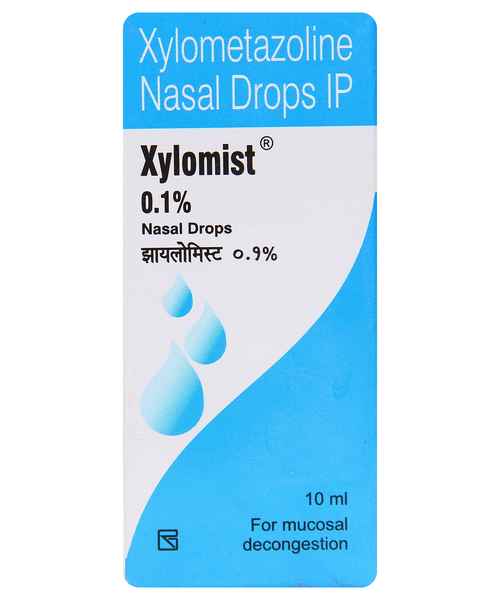 Xylometazoline
Nasal Drops IP
Xylomist®
0.1%
Nasal Drops
झायलोमिस्ट ०.१%
10 ml
For mucosal
decongestion